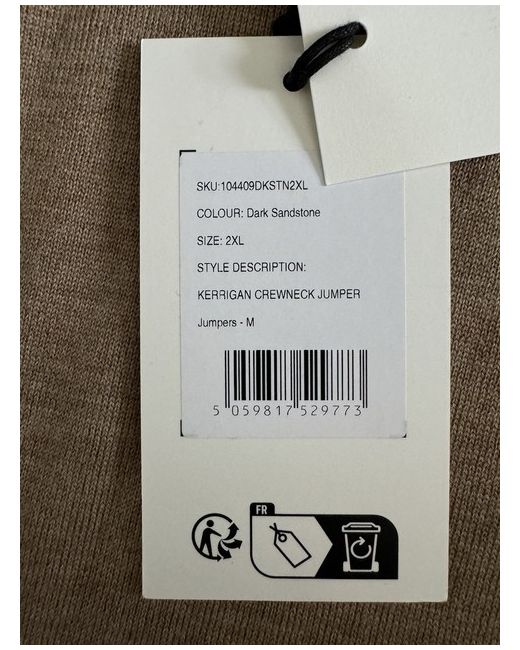 SKU:104409DKSTN2XL
COLOUR: Dark Sandstone
SIZE: 2XL
STYLE DESCRIPTION:
KERRIGAN CREWNECK JUMPER
Jumpers - M
5 059817 529773
FR